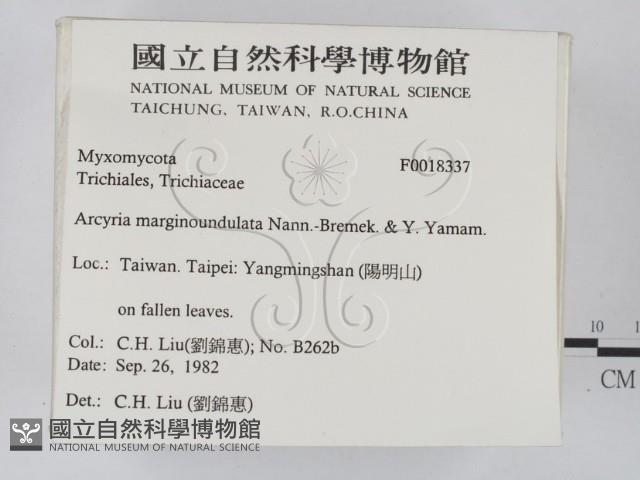 國立自然科學博物館
NATIONAL MUSEUM OF NATURAL SCIENCE
TAICHUNG, TAIWAN, R.O.CHINA
Myxomycota F0018337
Trichiales, Trichiaceae
Arcyria marginoundulata Nann.-Bremek. & Y. Yamam.
Loc.: Taiwan. Taipei: Yangmingshan (陽明山)
on fallen leaves.
Col.: C.H. Liu(劉錦惠); No. B262b
Date: Sep. 26, 1982
Det.: C.H. Liu (劉錦惠)
國立自然科學博物館
NATIONAL MUSEUM OF NATURAL SCIENCE
10
CM